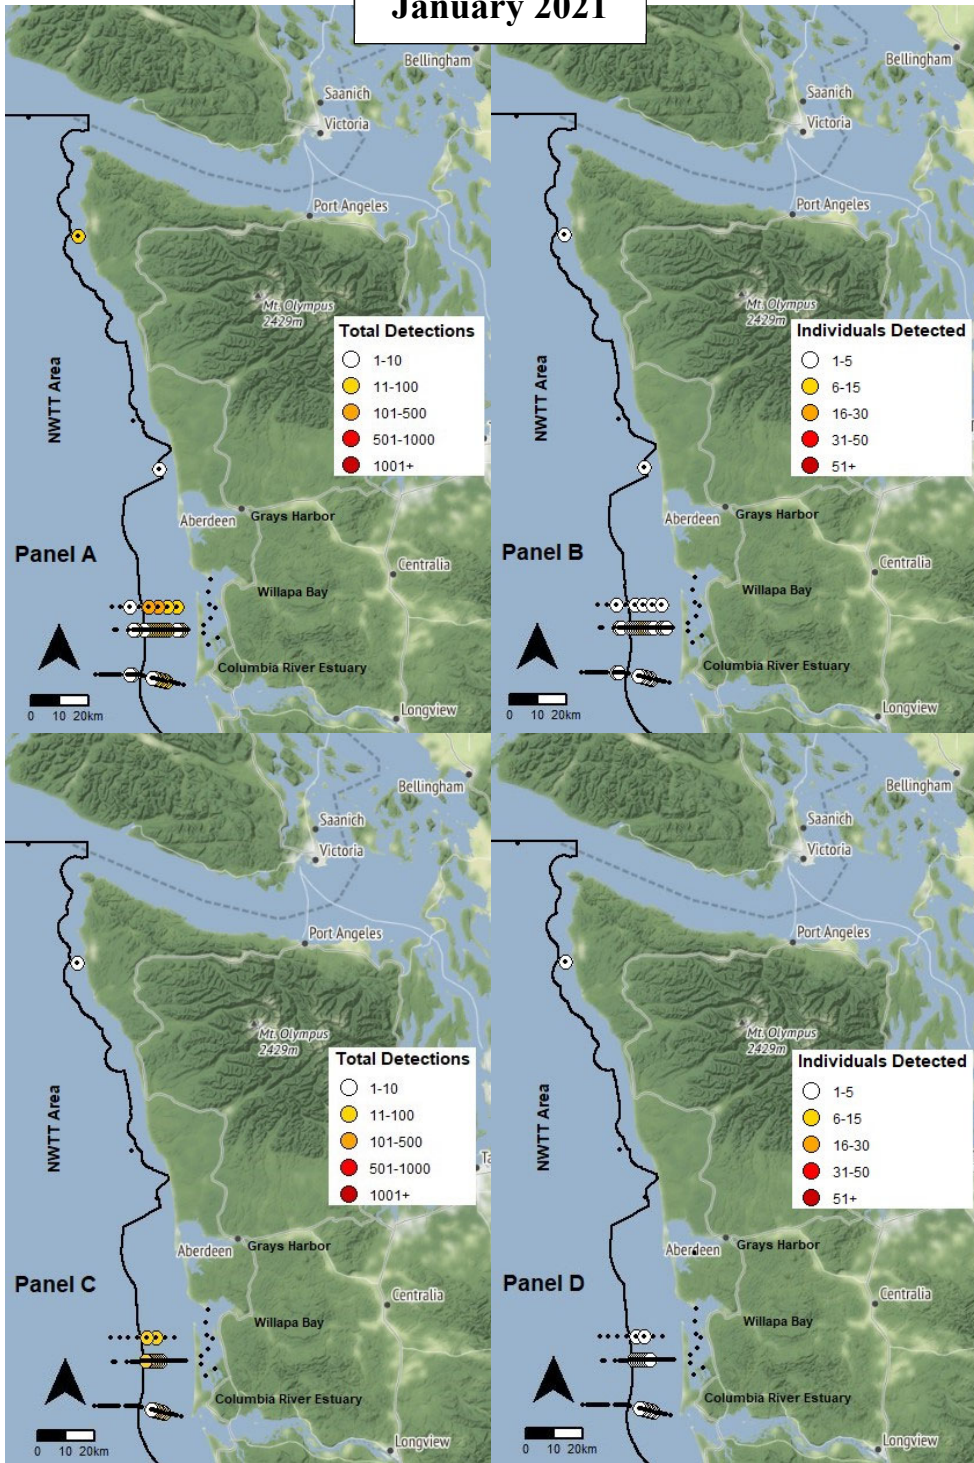 January 2021
Bellingham
Saanich
Victoria
Port Angeles
Mt. Olympus
2429m
Total Detections
1-10
11-100
101-500
501-1000
1001+
NWTT Area
Aberdeen
Grays Harbor
Panel A
Centralia
Willapa Bay
Columbia River Estuary
0 10 20km
Longview
Bellingham
Saanich
Victoria
Port Angeles
Mt. Olympus
2429m
Individuals Detected
1-5
6-15
16-30
31-50
51+
NWTT Area
Aberdeen
Grays Harbor
Panel B
Centralia
Willapa Bay
Columbia River Estuary
0 10 20km
Longview
Bellingham
Saanich
Victoria
Port Angeles
Mt. Olympus
2429m
Total Detections
1-10
11-100
101-500
501-1000
1001+
NWTT Area
Aberdeen
Grays Harbor
Panel C
Centralia
Willapa Bay
Columbia River Estuary
0 10 20km
Longview
Bellingham
Saanich
Victoria
Port Angeles
Mt. Olympus
2429m
Individuals Detected
1-5
6-15
16-30
31-50
51+
NWTT Area
Aberdeen
Grays Harbor
Panel D
Centralia
Willapa Bay
Columbia River Estuary
0 10 20km
Longview